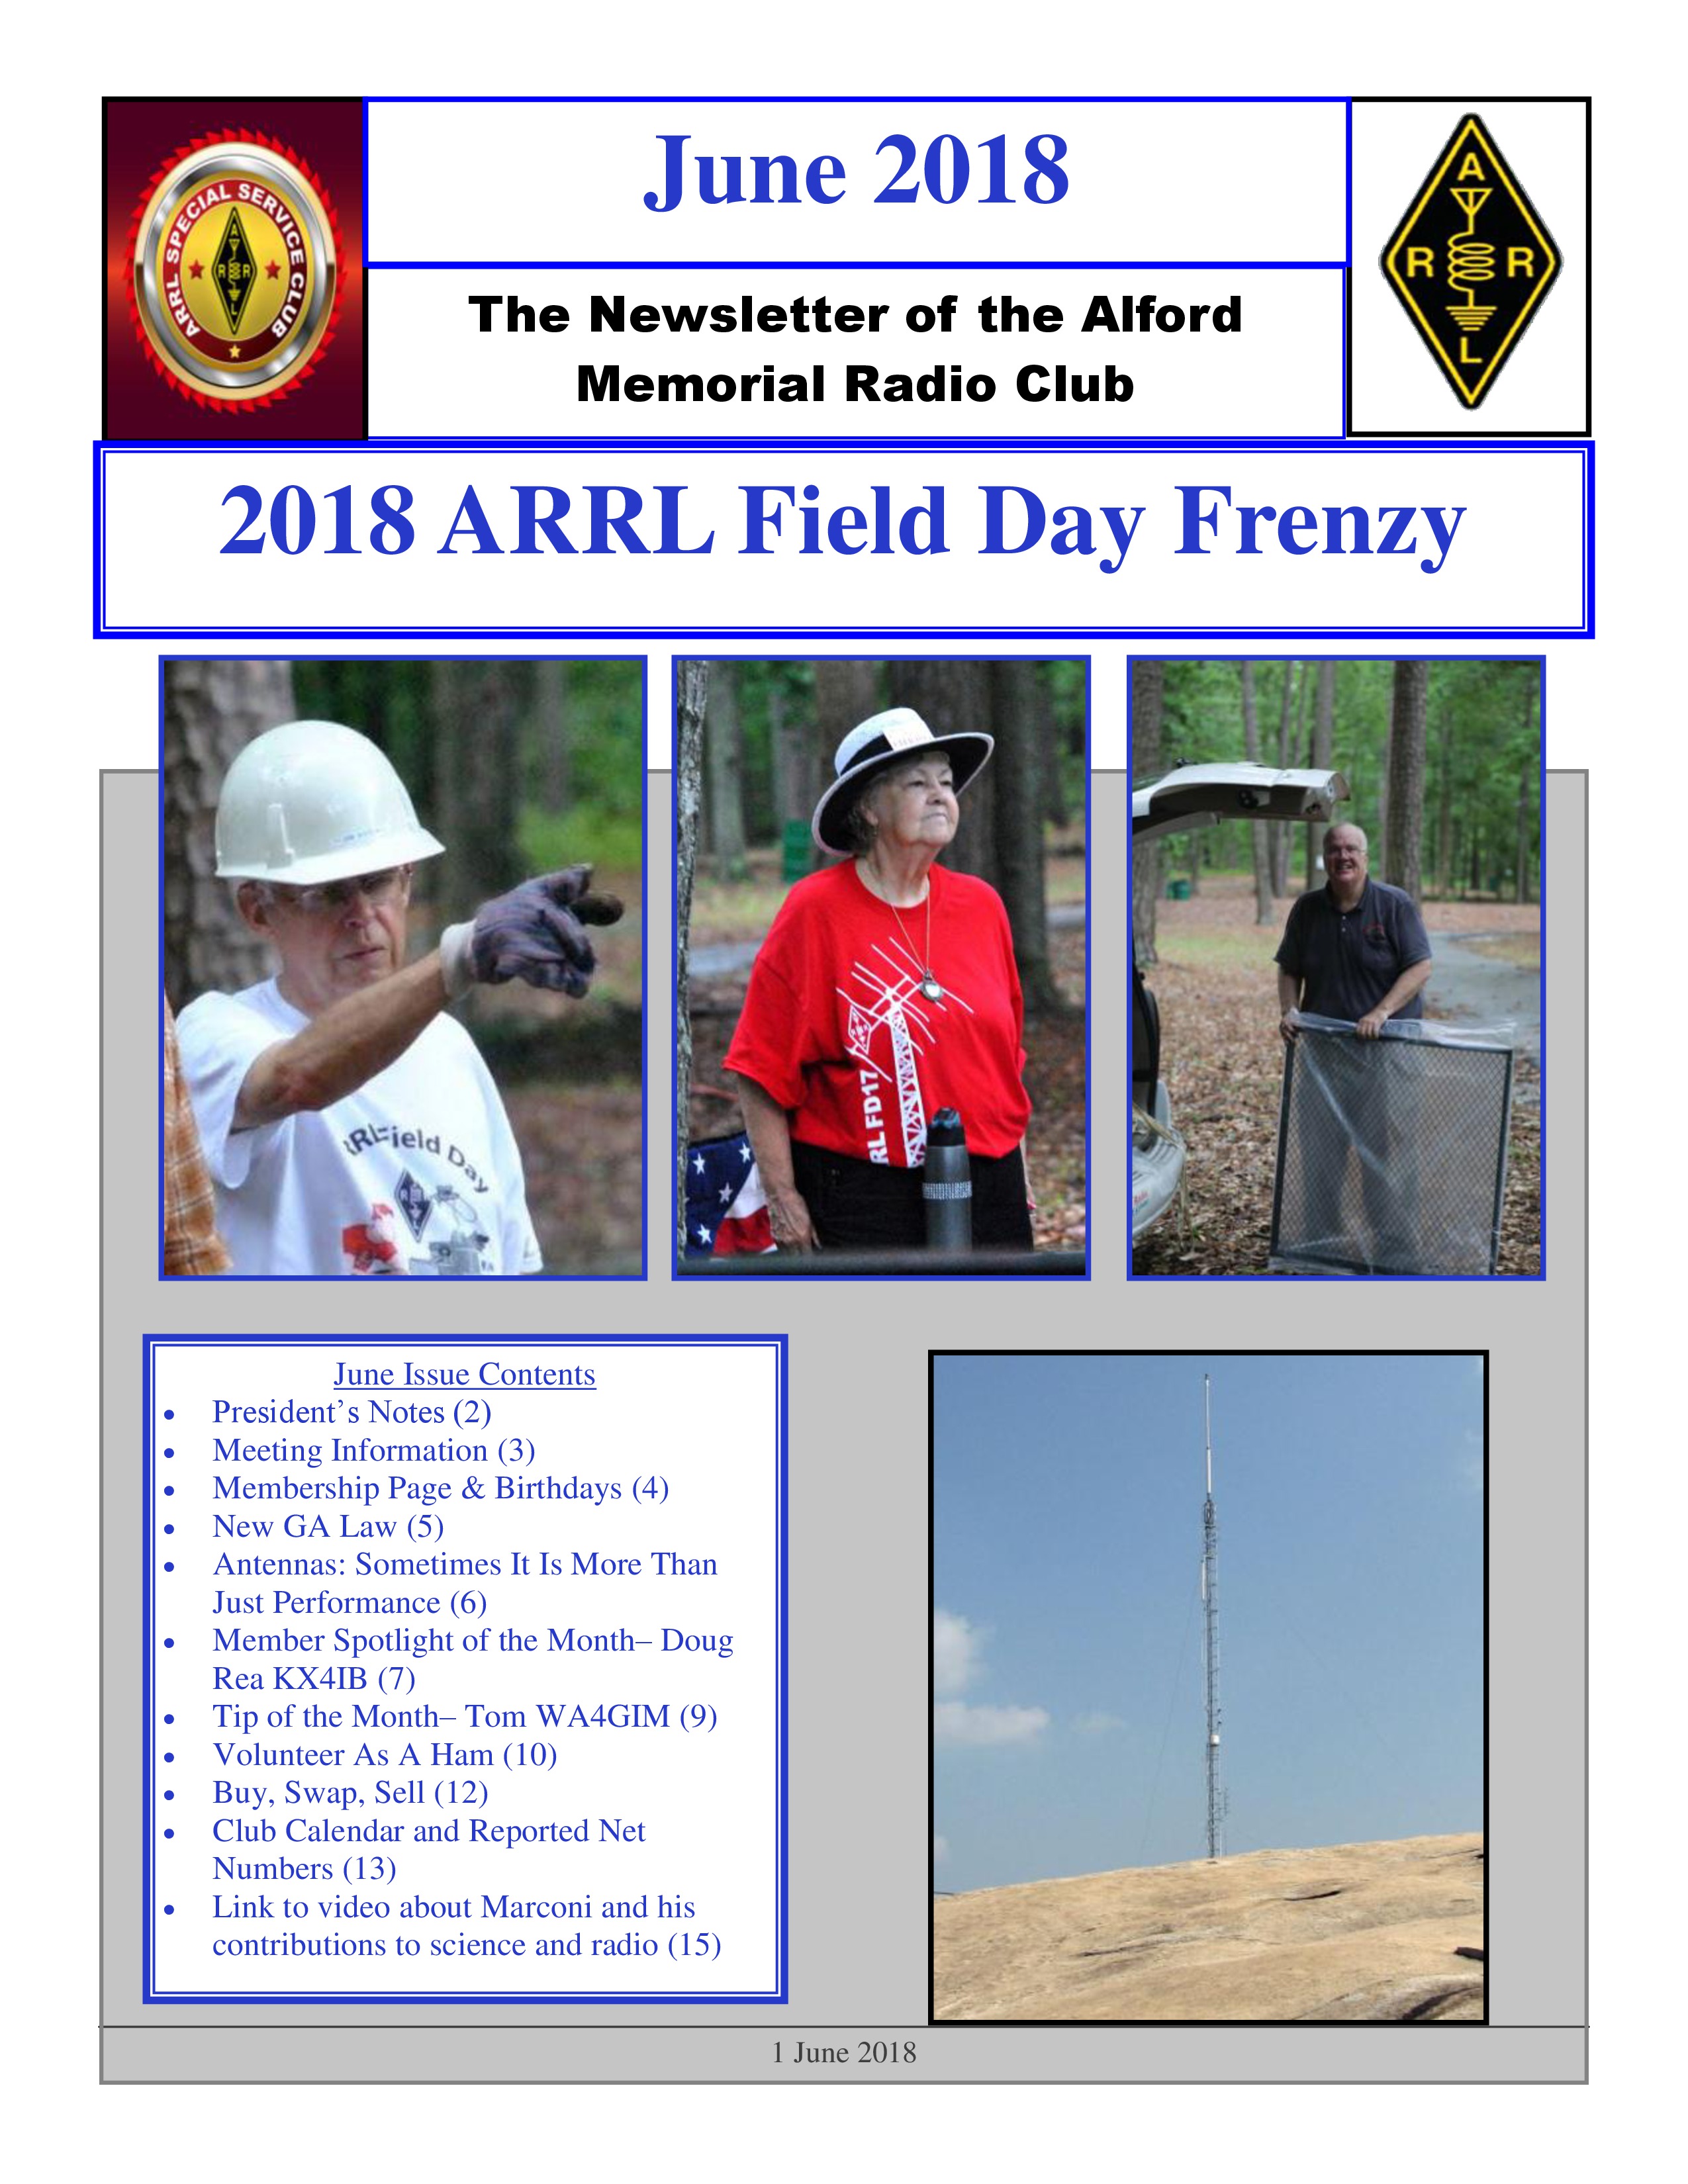 ARRL SPECIAL SERVICE CLUB
A
R R
L
June 2018
The Newsletter of the Alford
Memorial Radio Club
A
R R
L
2018 ARRL Field Day Frenzy
RL Field Day
RL FD17
June Issue Contents
• President's Notes (2)
• Meeting Information (3)
• Membership Page & Birthdays (4)
• New GA Law (5)
• Antennas: Sometimes It Is More Than
Just Performance (6)
• Member Spotlight of the Month– Doug
Rea KX4IB (7)
• Tip of the Month– Tom WA4GIM (9)
• Volunteer As A Ham (10)
• Buy, Swap, Sell (12)
• Club Calendar and Reported Net
Numbers (13)
• Link to video about Marconi and his
contributions to science and radio (15)
1 June 2018